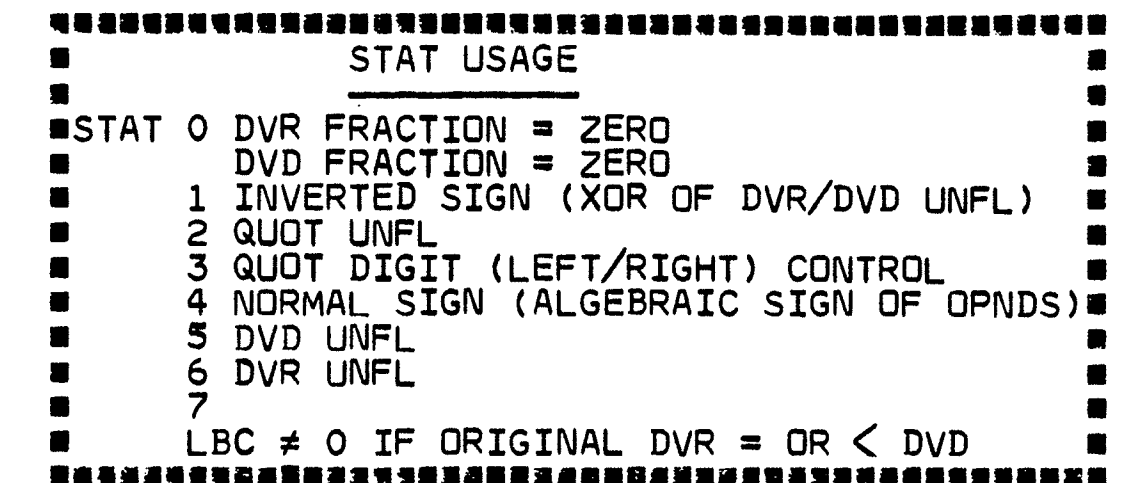 STAT USAGE
STAT 0 DVR FRACTION = ZERO
DVD FRACTION = ZERO
1 INVERTED SIGN (XOR OF DVR/DVD UNFL)
2 QUOT UNFL
3 QUOT DIGIT (LEFT/RIGHT) CONTROL
4 NORMAL SIGN (ALGEBRAIC SIGN OF OPNDS)
5 DVD UNFL
6 DVR UNFL
7
LBC ≠ 0 IF ORIGINAL DVR = OR < DVD